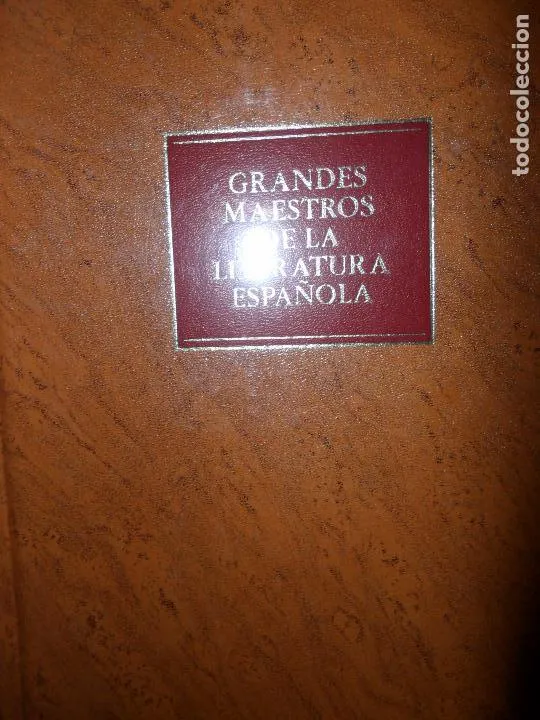 GRANDES
MAESTROS
DE LA
LITERATURA
ESPAÑOLA
todocoleccion